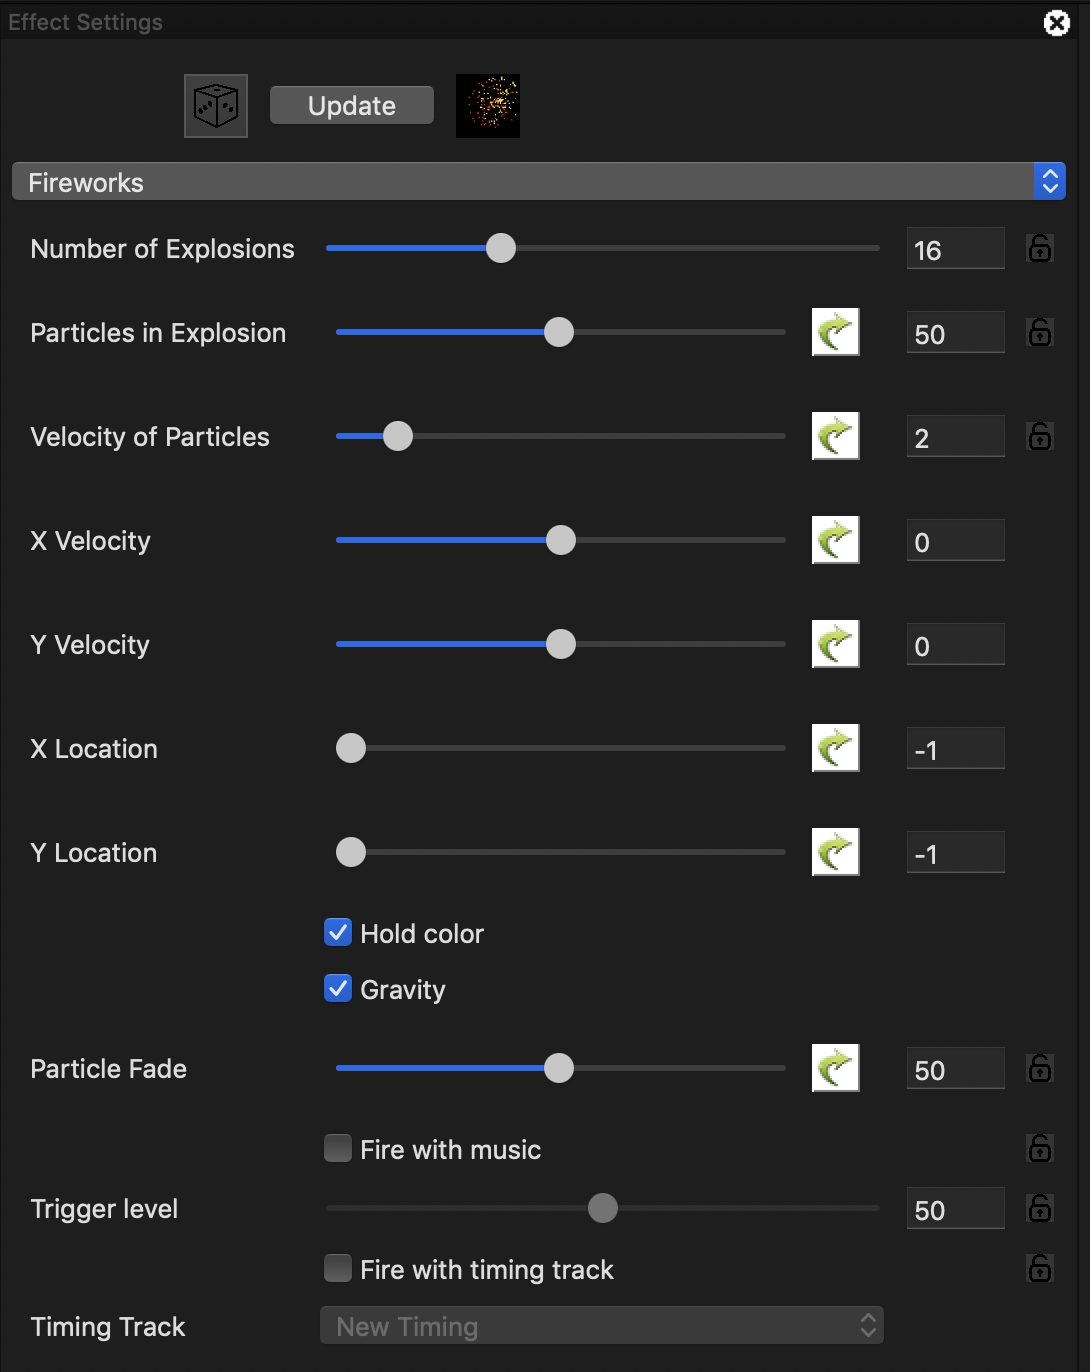 Effect Settings
Update
Fireworks
Number of Explosions 16
Particles in Explosion 50
Velocity of Particles 2
X Velocity 0
Y Velocity 0
X Location -1
Y Location -1
Hold color
Gravity
Particle Fade 50
Fire with music
Trigger level 50
Fire with timing track
Timing Track New Timing